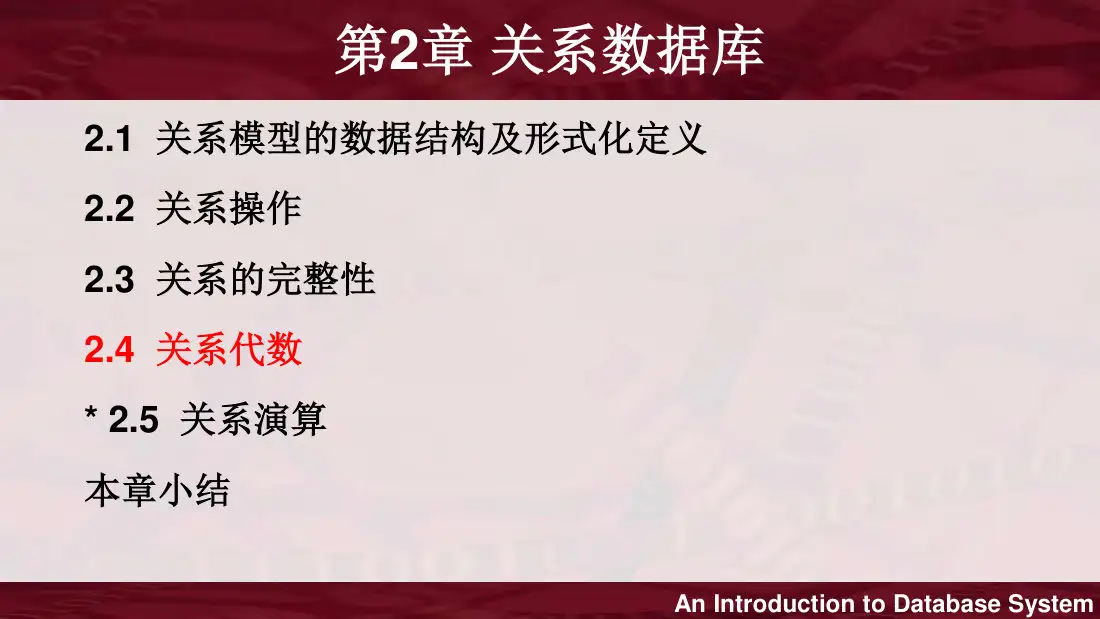 第2章 关系数据库
2.1 关系模型的数据结构及形式化定义
2.2 关系操作
2.3 关系的完整性
2.4 关系代数
* 2.5 关系演算
本章小结
An Introduction to Database System